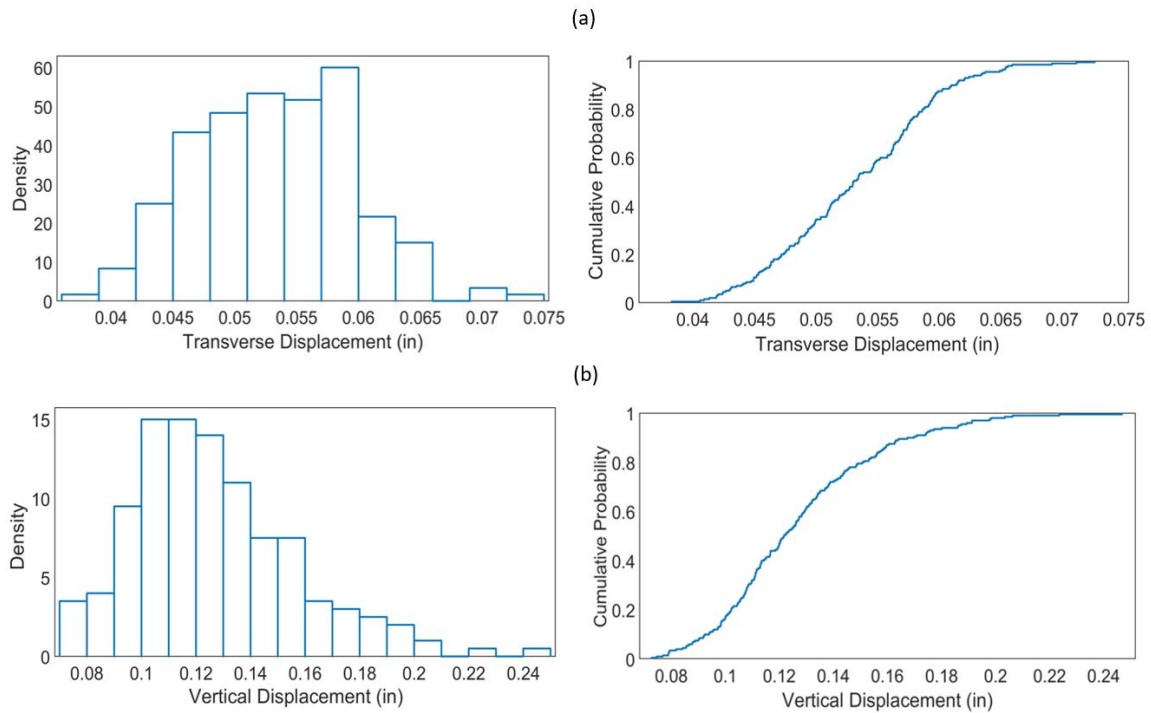 (a)
60
50
40
30
20
10
0
Density
0.04 0.045 0.05 0.055 0.06 0.065 0.07 0.075
Transverse Displacement (in)
1
0.8
0.6
0.4
0.2
0
Cumulative Probability
0.04 0.045 0.05 0.055 0.06 0.065 0.07 0.075
Transverse Displacement (in)
(b)
15
10
5
0
Density
0.08 0.1 0.12 0.14 0.16 0.18 0.2 0.22 0.24
Vertical Displacement (in)
1
0.8
0.6
0.4
0.2
0
Cumulative Probability
0.08 0.1 0.12 0.14 0.16 0.18 0.2 0.22 0.24
Vertical Displacement (in)